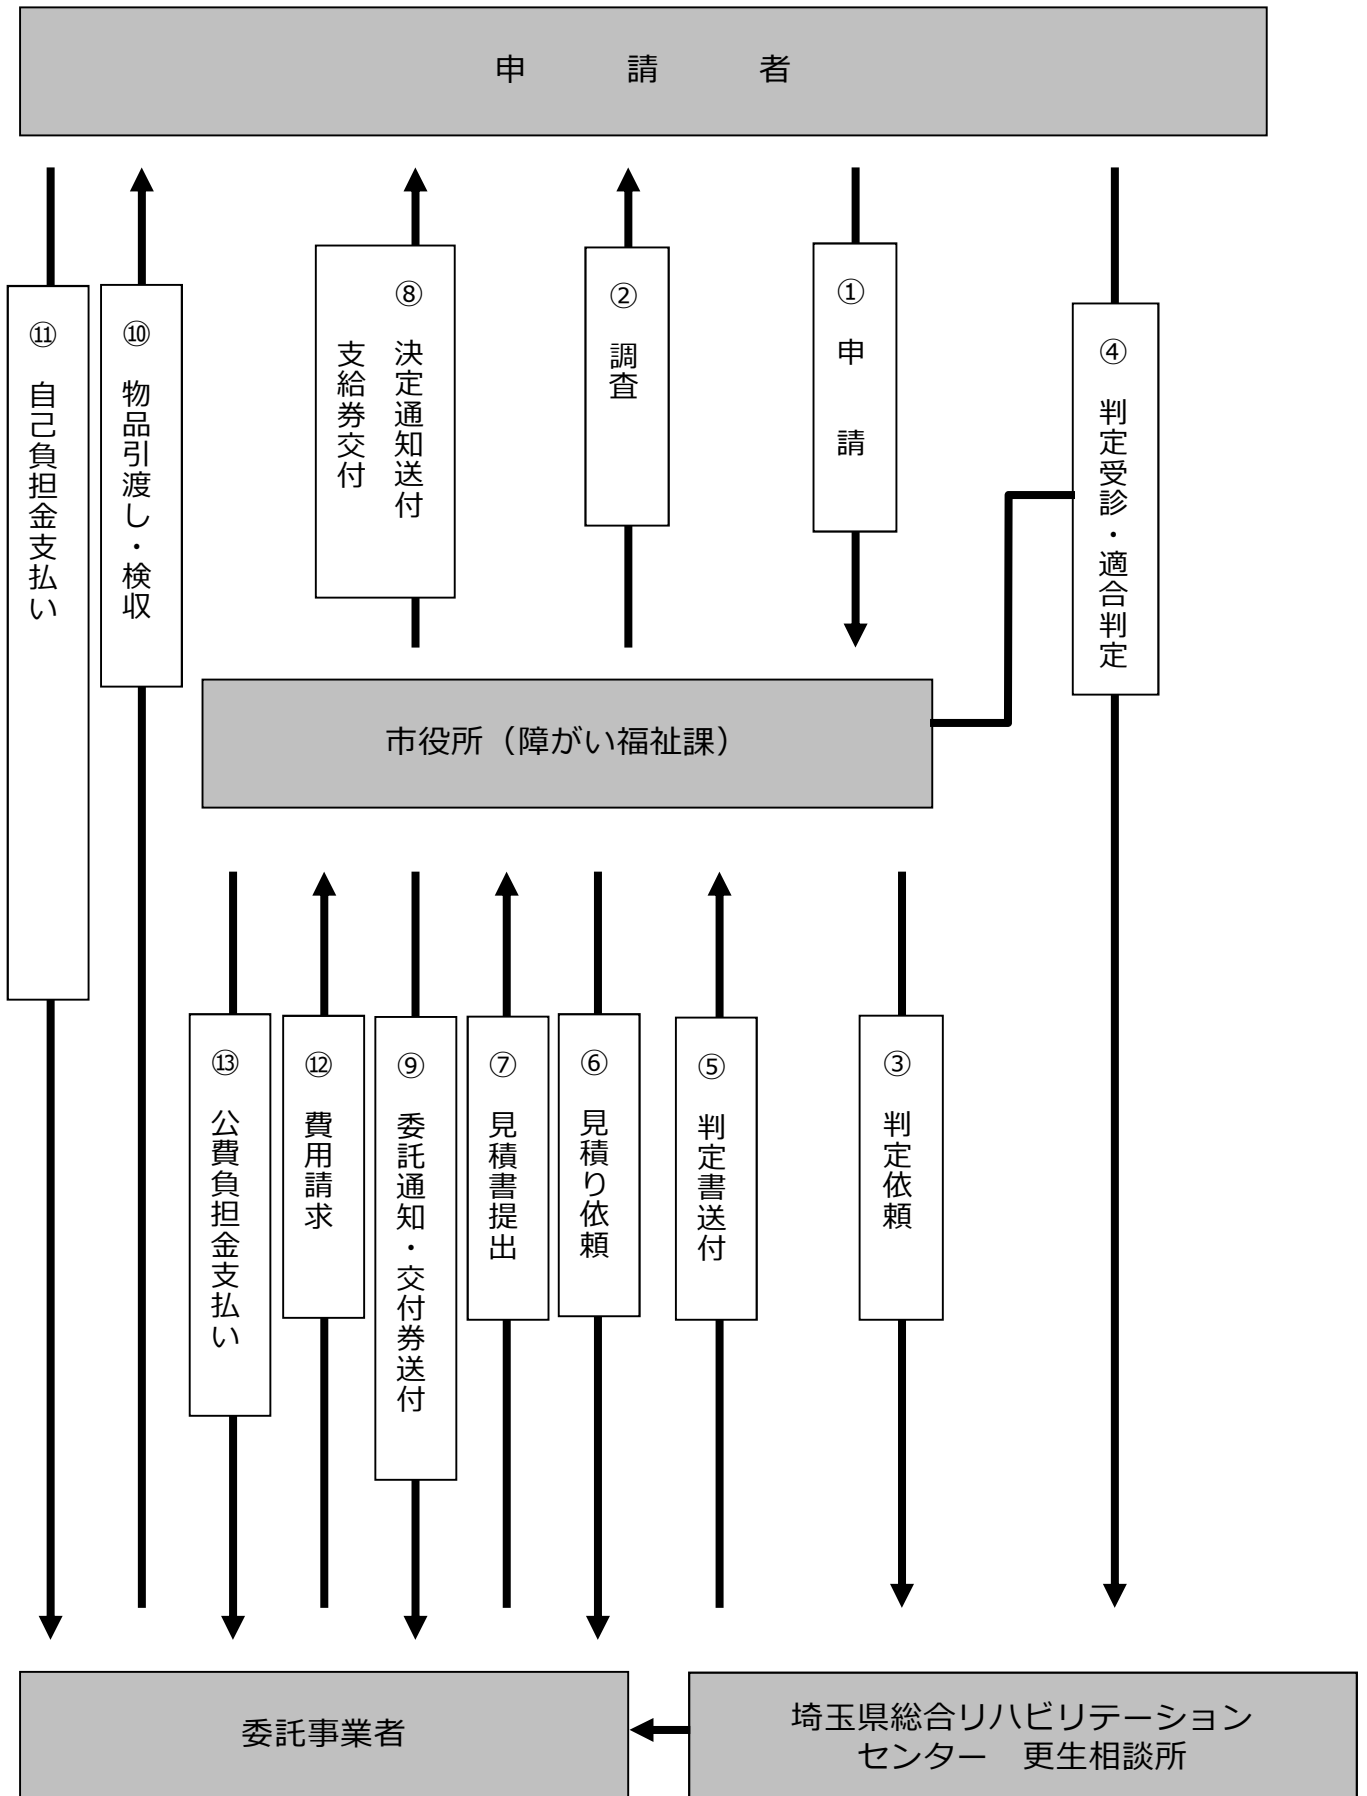 申　請　者
⑪　自己負担金支払い
⑩　物品引渡し・検収
⑧　決定通知送付
支給券交付
②　調査
①　申　請
④　判定受診・適合判定
市役所（障がい福祉課）
⑬　公費負担金支払い
⑫　費用請求
⑨　委託通知・交付券送付
⑦　見積書提出
⑥　見積り依頼
⑤　判定書送付
③　判定依頼
委託事業者
埼玉県総合リハビリテーション
センター　更生相談所